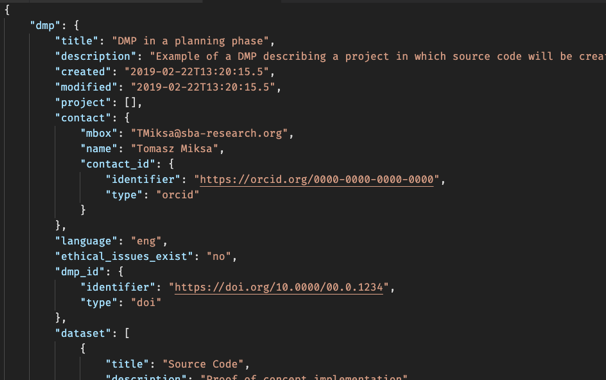 {
"dmp": {
"title": "DMP in a planning phase",
"description": "Example of a DMP describing a project in which source code will be
"created": "2019-02-22T13:20:15.5",
"modified": "2019-02-22T13:20:15.5",
"project": [],
"contact": {
"mbox": "TMiksa@sba-research.org",
"name": "Tomasz Miksa",
"contact_id": {
"identifier": "https://orcid.org/0000-0000-0000-0000",
"type": "orcid"
}
},
"language": "eng",
"ethical_issues_exist": "no",
"dmp_id": {
"identifier": "https://doi.org/10.0000/00.0.1234",
"type": "doi"
},
"dataset": [
{
"title": "Source Code",
"description": "Proof of concept implementation"